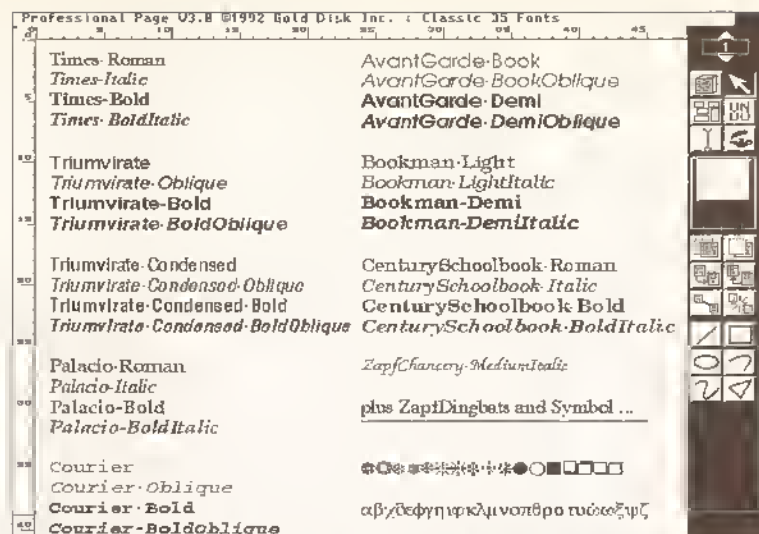 Professional Page V3.0 ©1992 Gold Disk Inc. : Classic 35 Fonts
1
UN
DO
Times-Roman
Times-Italic
Times-Bold
Times-BoldItalic
Triumvirate
Triumvirate-Oblique
Triumvirate-Bold
Triumvirate-BoldOblique
Triumvirate-Condensed
Triumvirate-Condensed-Oblique
Triumvirate-Condensed-Bold
Triumvirate-Condensed-BoldOblique
Palacio-Roman
Palacio-Italic
Palacio-Bold
Palacio-BoldItalic
Courier
Courier-Oblique
Courier-Bold
Courier-BoldOblique
AvantGarde-Book
AvantGarde-BookOblique
AvantGarde-Demi
AvantGarde-DemiOblique
Bookman-Light
Bookman-LightItalic
Bookman-Demi
Bookman-DemiItalic
CenturySchoolbook-Roman
CenturySchoolbook-Italic
CenturySchoolbook-Bold
CenturySchoolbook-BoldItalic
ZapfChancery-MediumItalic
plus ZapfDingbats and Symbol ...